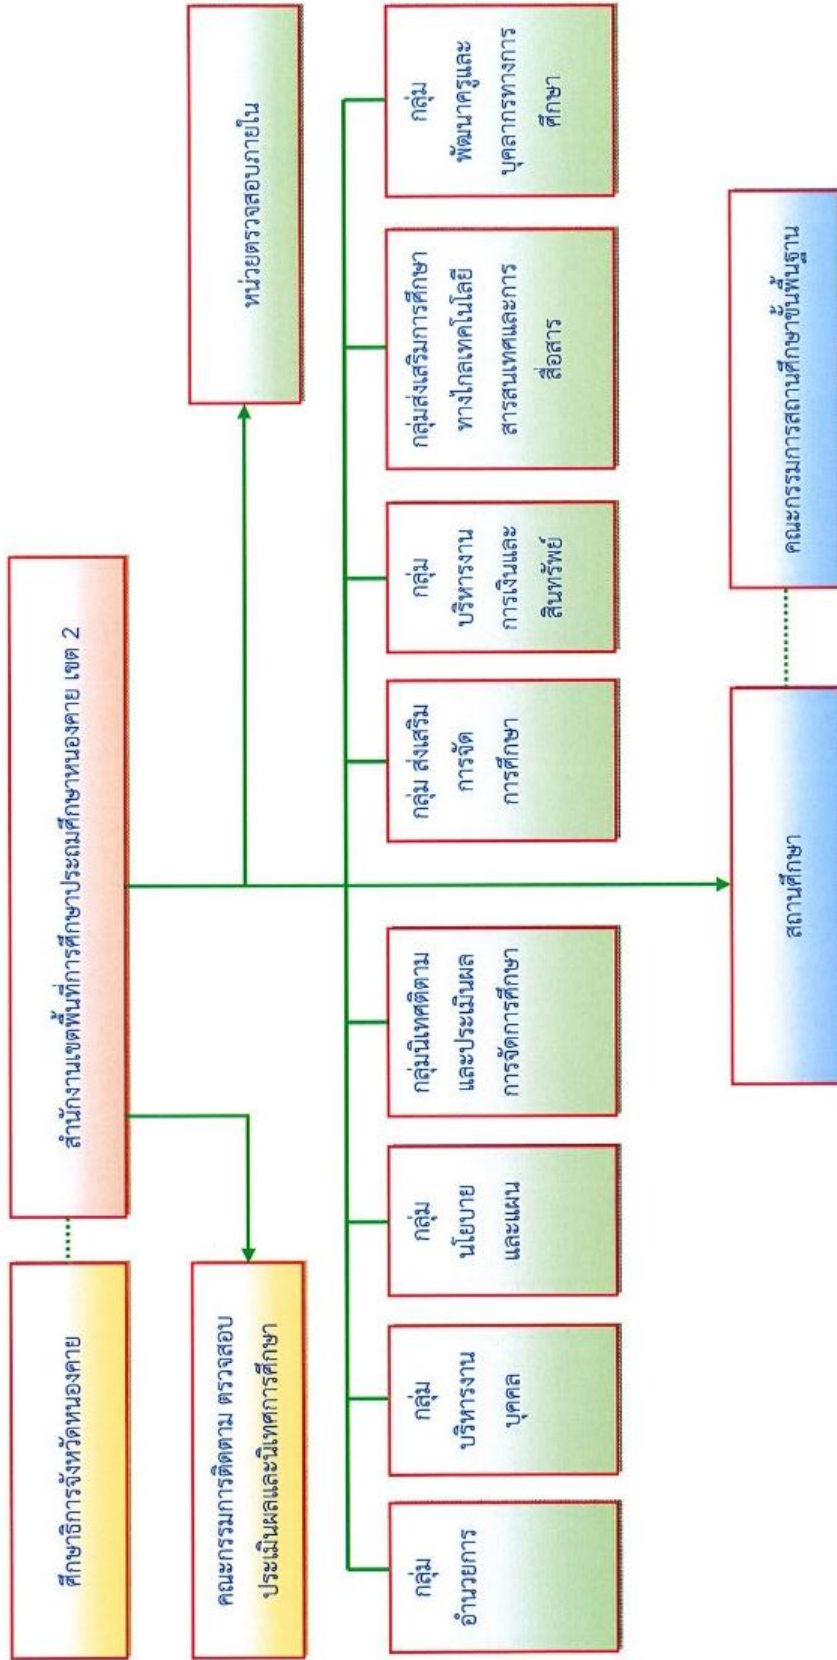 ศึกษาธิการจังหวัดหนองคาย
สำนักงานเขตพื้นที่การศึกษาประถมศึกษาหนองคาย เขต 2
คณะกรรมการติดตาม ตรวจสอบ
ประเมินผลและนิเทศการศึกษา
หน่วยตรวจสอบภายใน
กลุ่ม
อำนวยการ
กลุ่ม
บริหารงาน
บุคคล
กลุ่ม
นโยบาย
และแผน
กลุ่มนิเทศติดตาม
และประเมินผล
การจัดการศึกษา
กลุ่ม ส่งเสริม
การจัด
การศึกษา
กลุ่ม
บริหารงาน
การเงินและ
สินทรัพย์
กลุ่มส่งเสริมการศึกษา
ทางไกลเทคโนโลยี
สารสนเทศและการ
สื่อสาร
กลุ่ม
พัฒนาครูและ
บุคลากรทางการ
ศึกษา
สถานศึกษา
คณะกรรมการสถานศึกษาขั้นพื้นฐาน